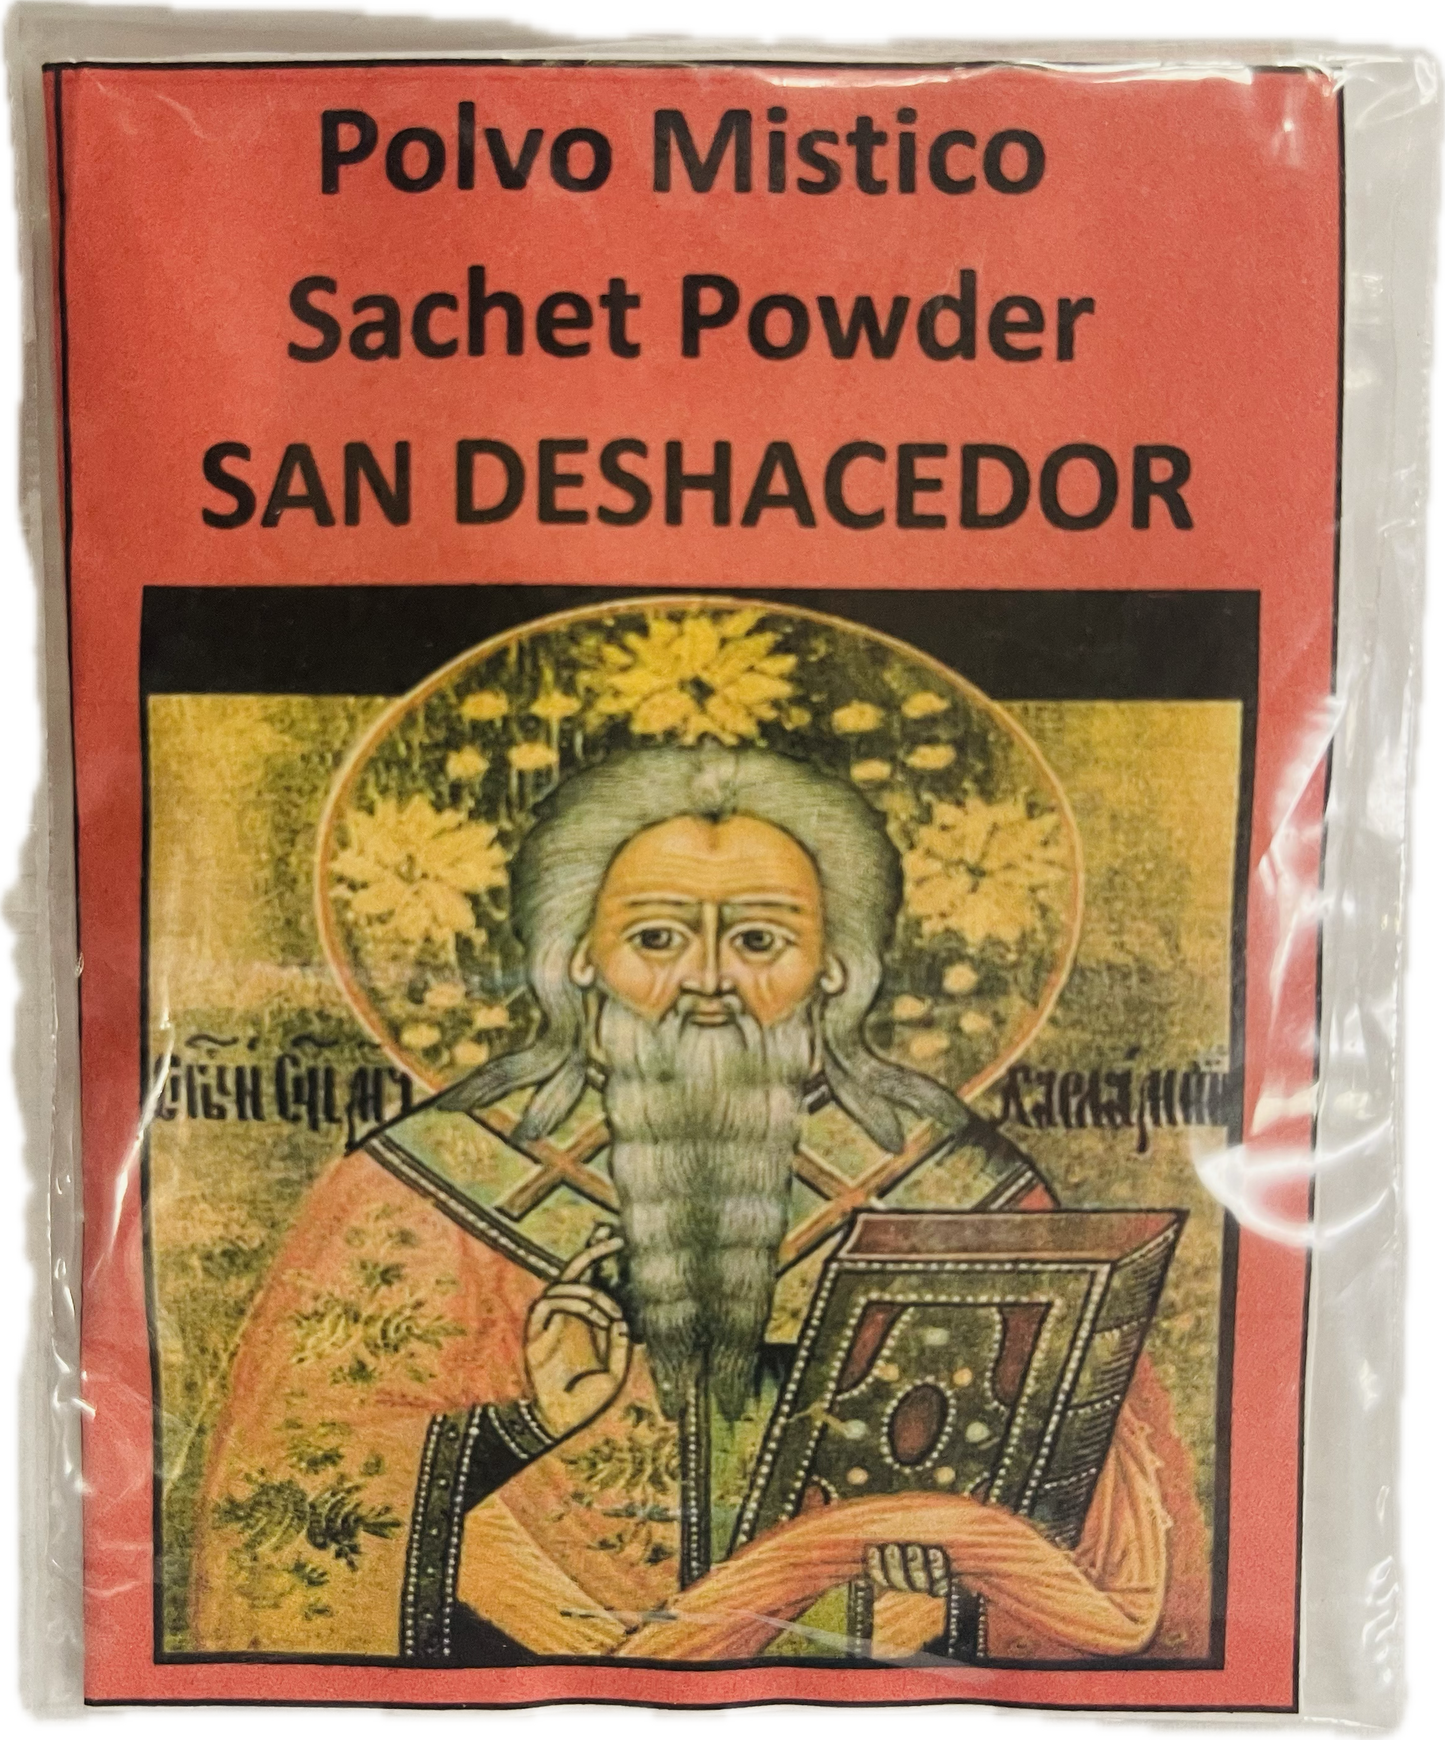 Polvo Mistico
Sachet Powder
SAN DESHACEDOR